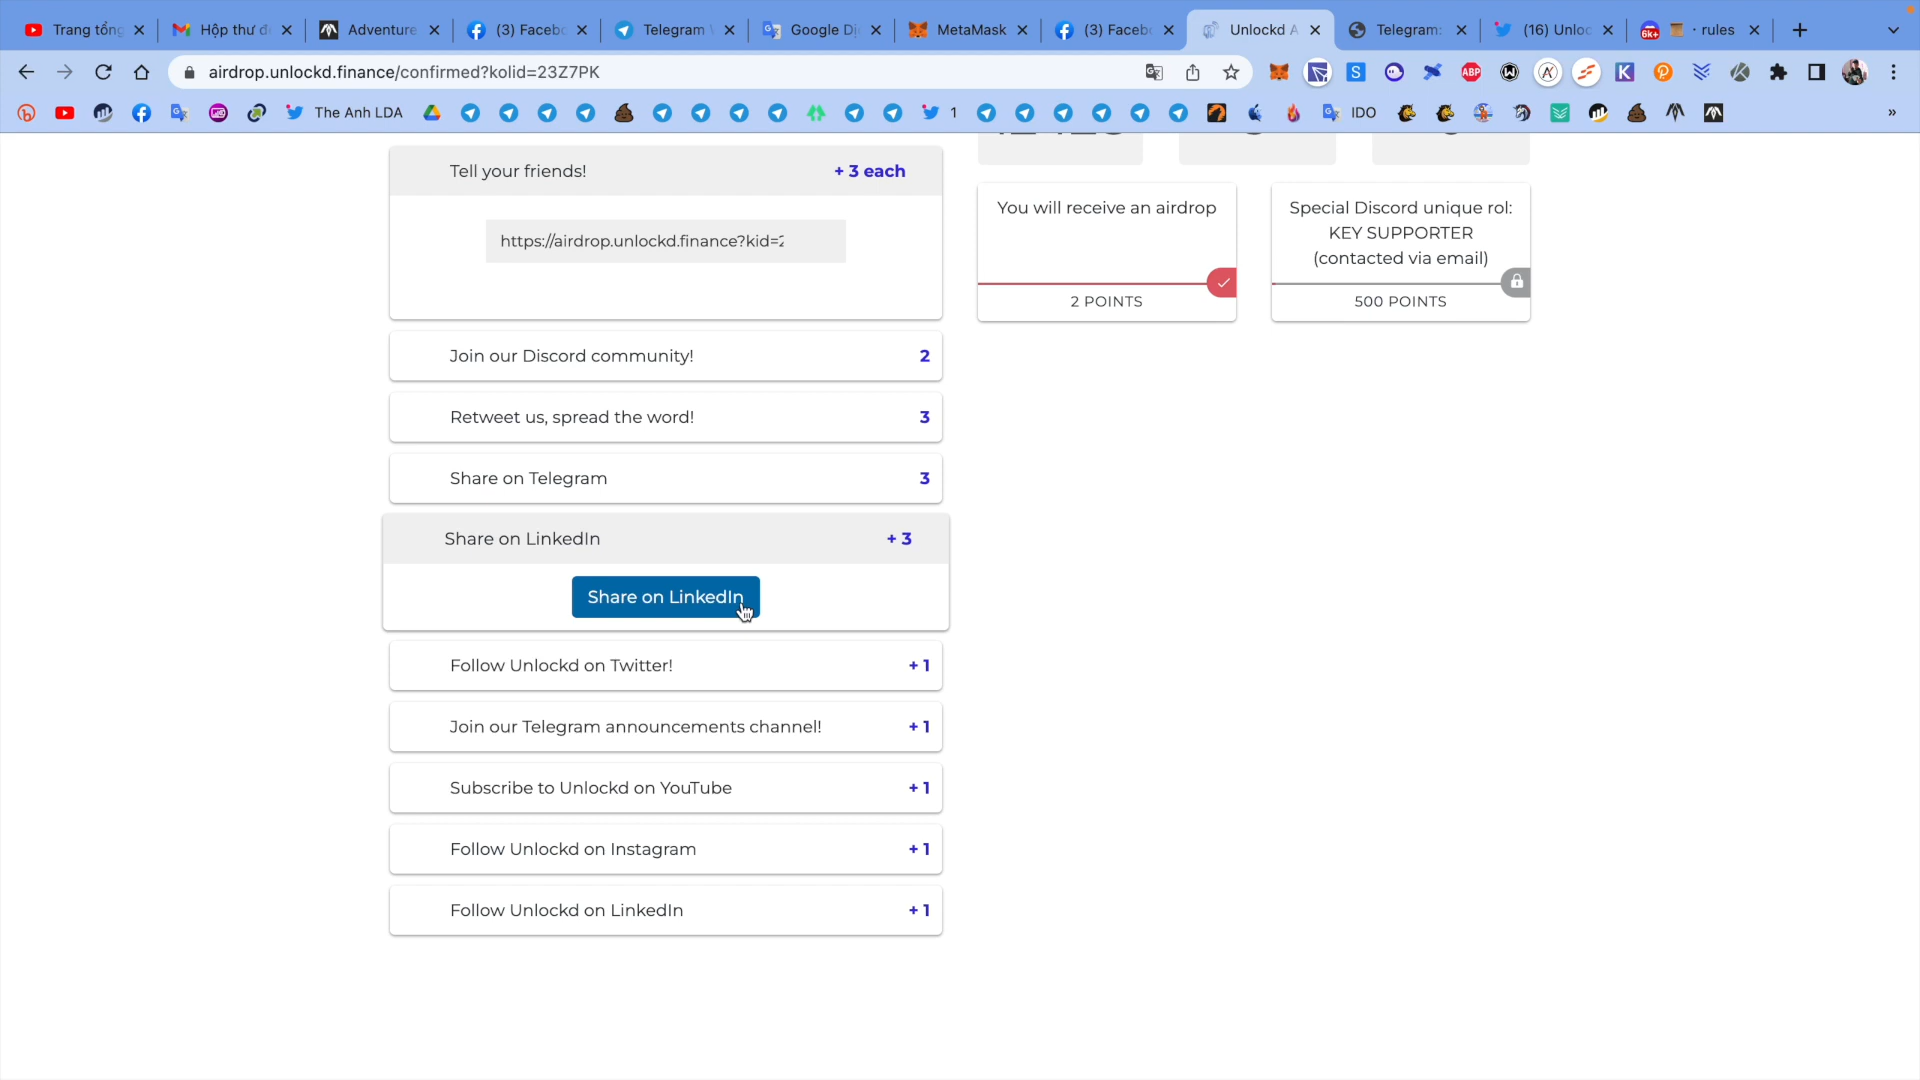 Trang tổng
Hộp thư đ
Adventure
(3) Facebo
Telegram
Google Di
MetaMask
(3) Facebo
Unlockd A
Telegram:
(16) Unloc
6k+
· rules
airdrop.unlockd.finance/confirmed?kolid=23Z7PK
ABP
The Anh LDA
1
IDO
»
Tell your friends!
+ 3 each
https://airdrop.unlockd.finance?kid=2
Join our Discord community!
2
Retweet us, spread the word!
3
Share on Telegram
3
Share on LinkedIn
+ 3
Share on LinkedIn
Follow Unlockd on Twitter!
+ 1
Join our Telegram announcements channel!
+ 1
Subscribe to Unlockd on YouTube
+ 1
Follow Unlockd on Instagram
+ 1
Follow Unlockd on LinkedIn
+ 1
You will receive an airdrop
2 POINTS
Special Discord unique rol:
KEY SUPPORTER
(contacted via email)
500 POINTS